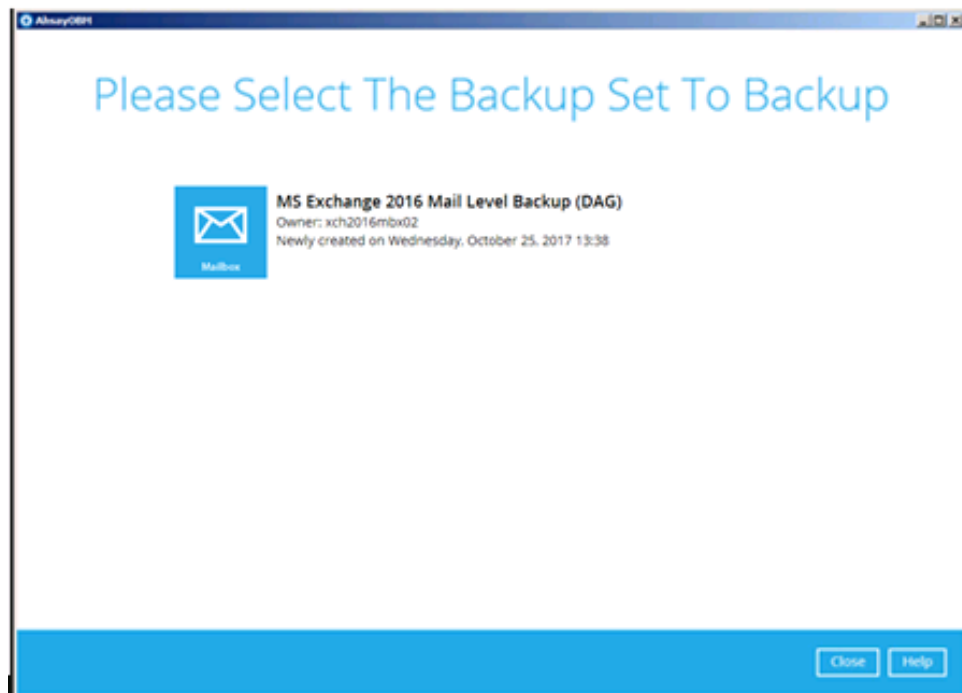 AhsayOBM
Please Select The Backup Set To Backup
MS Exchange 2016 Mail Level Backup (DAG)
Owner: xch2016mbx02
Newly created on Wednesday, October 25, 2017 13:38
Mailbox
Close
Help